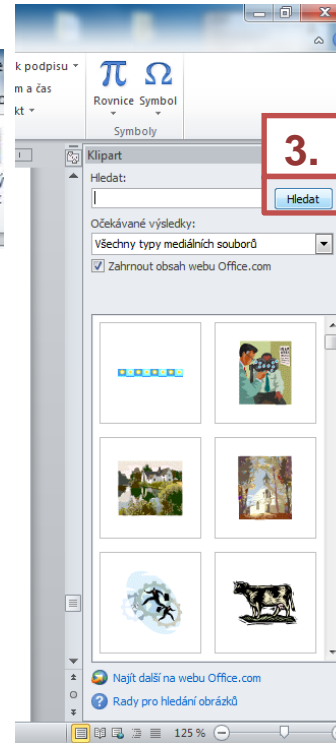 k podpisu
m a čas
kt
π Ω
Rovnice Symbol
Symboly
Klipart
3.
Hledat:
Hledat
Očekávané výsledky:
Všechny typy mediálních souborů
Zahrnout obsah webu Office.com
Najít další na webu Office.com
Rady pro hledání obrázků
125 %